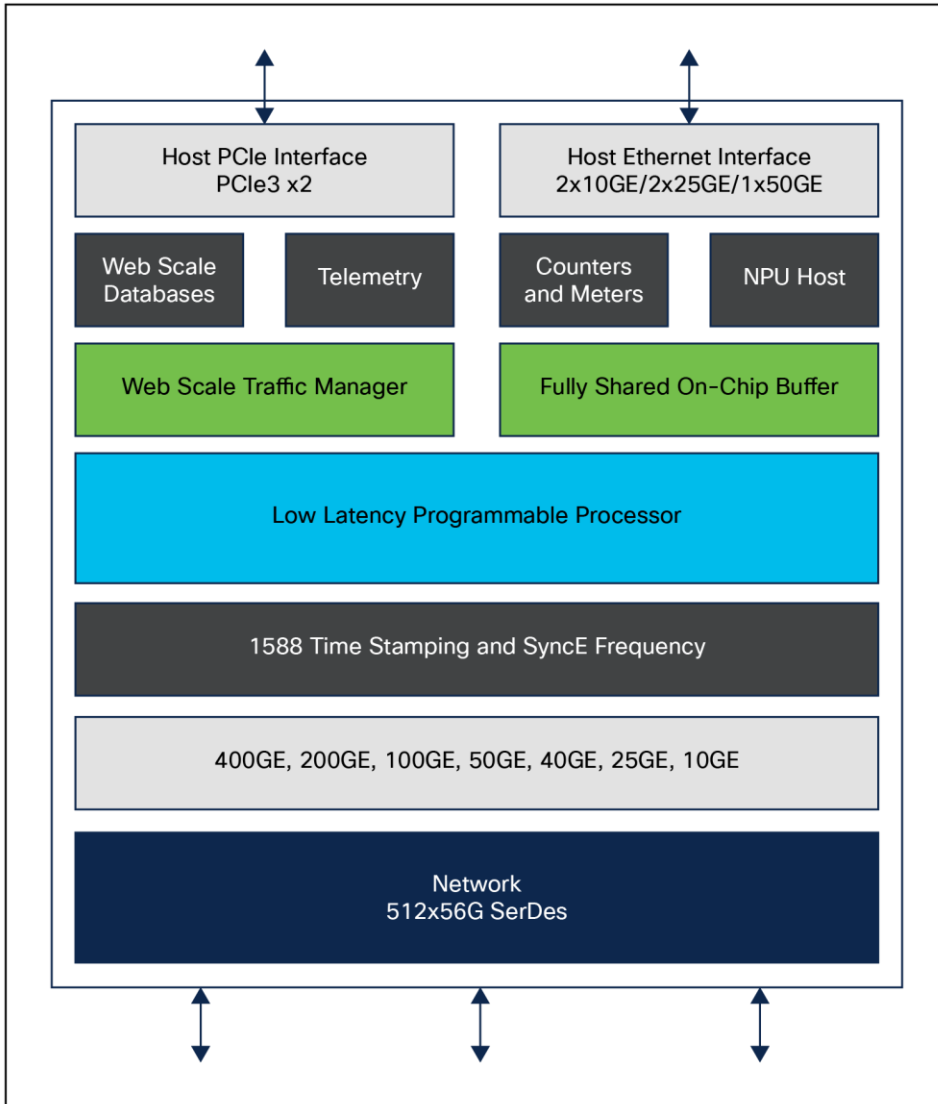 Host PCIe Interface
PCIe3 x2
Host Ethernet Interface
2x10GE/2x25GE/1x50GE
Web Scale
Databases
Telemetry
Counters
and Meters
NPU Host
Web Scale Traffic Manager
Fully Shared On-Chip Buffer
Low Latency Programmable Processor
1588 Time Stamping and SyncE Frequency
400GE, 200GE, 100GE, 50GE, 40GE, 25GE, 10GE
Network
512x56G SerDes